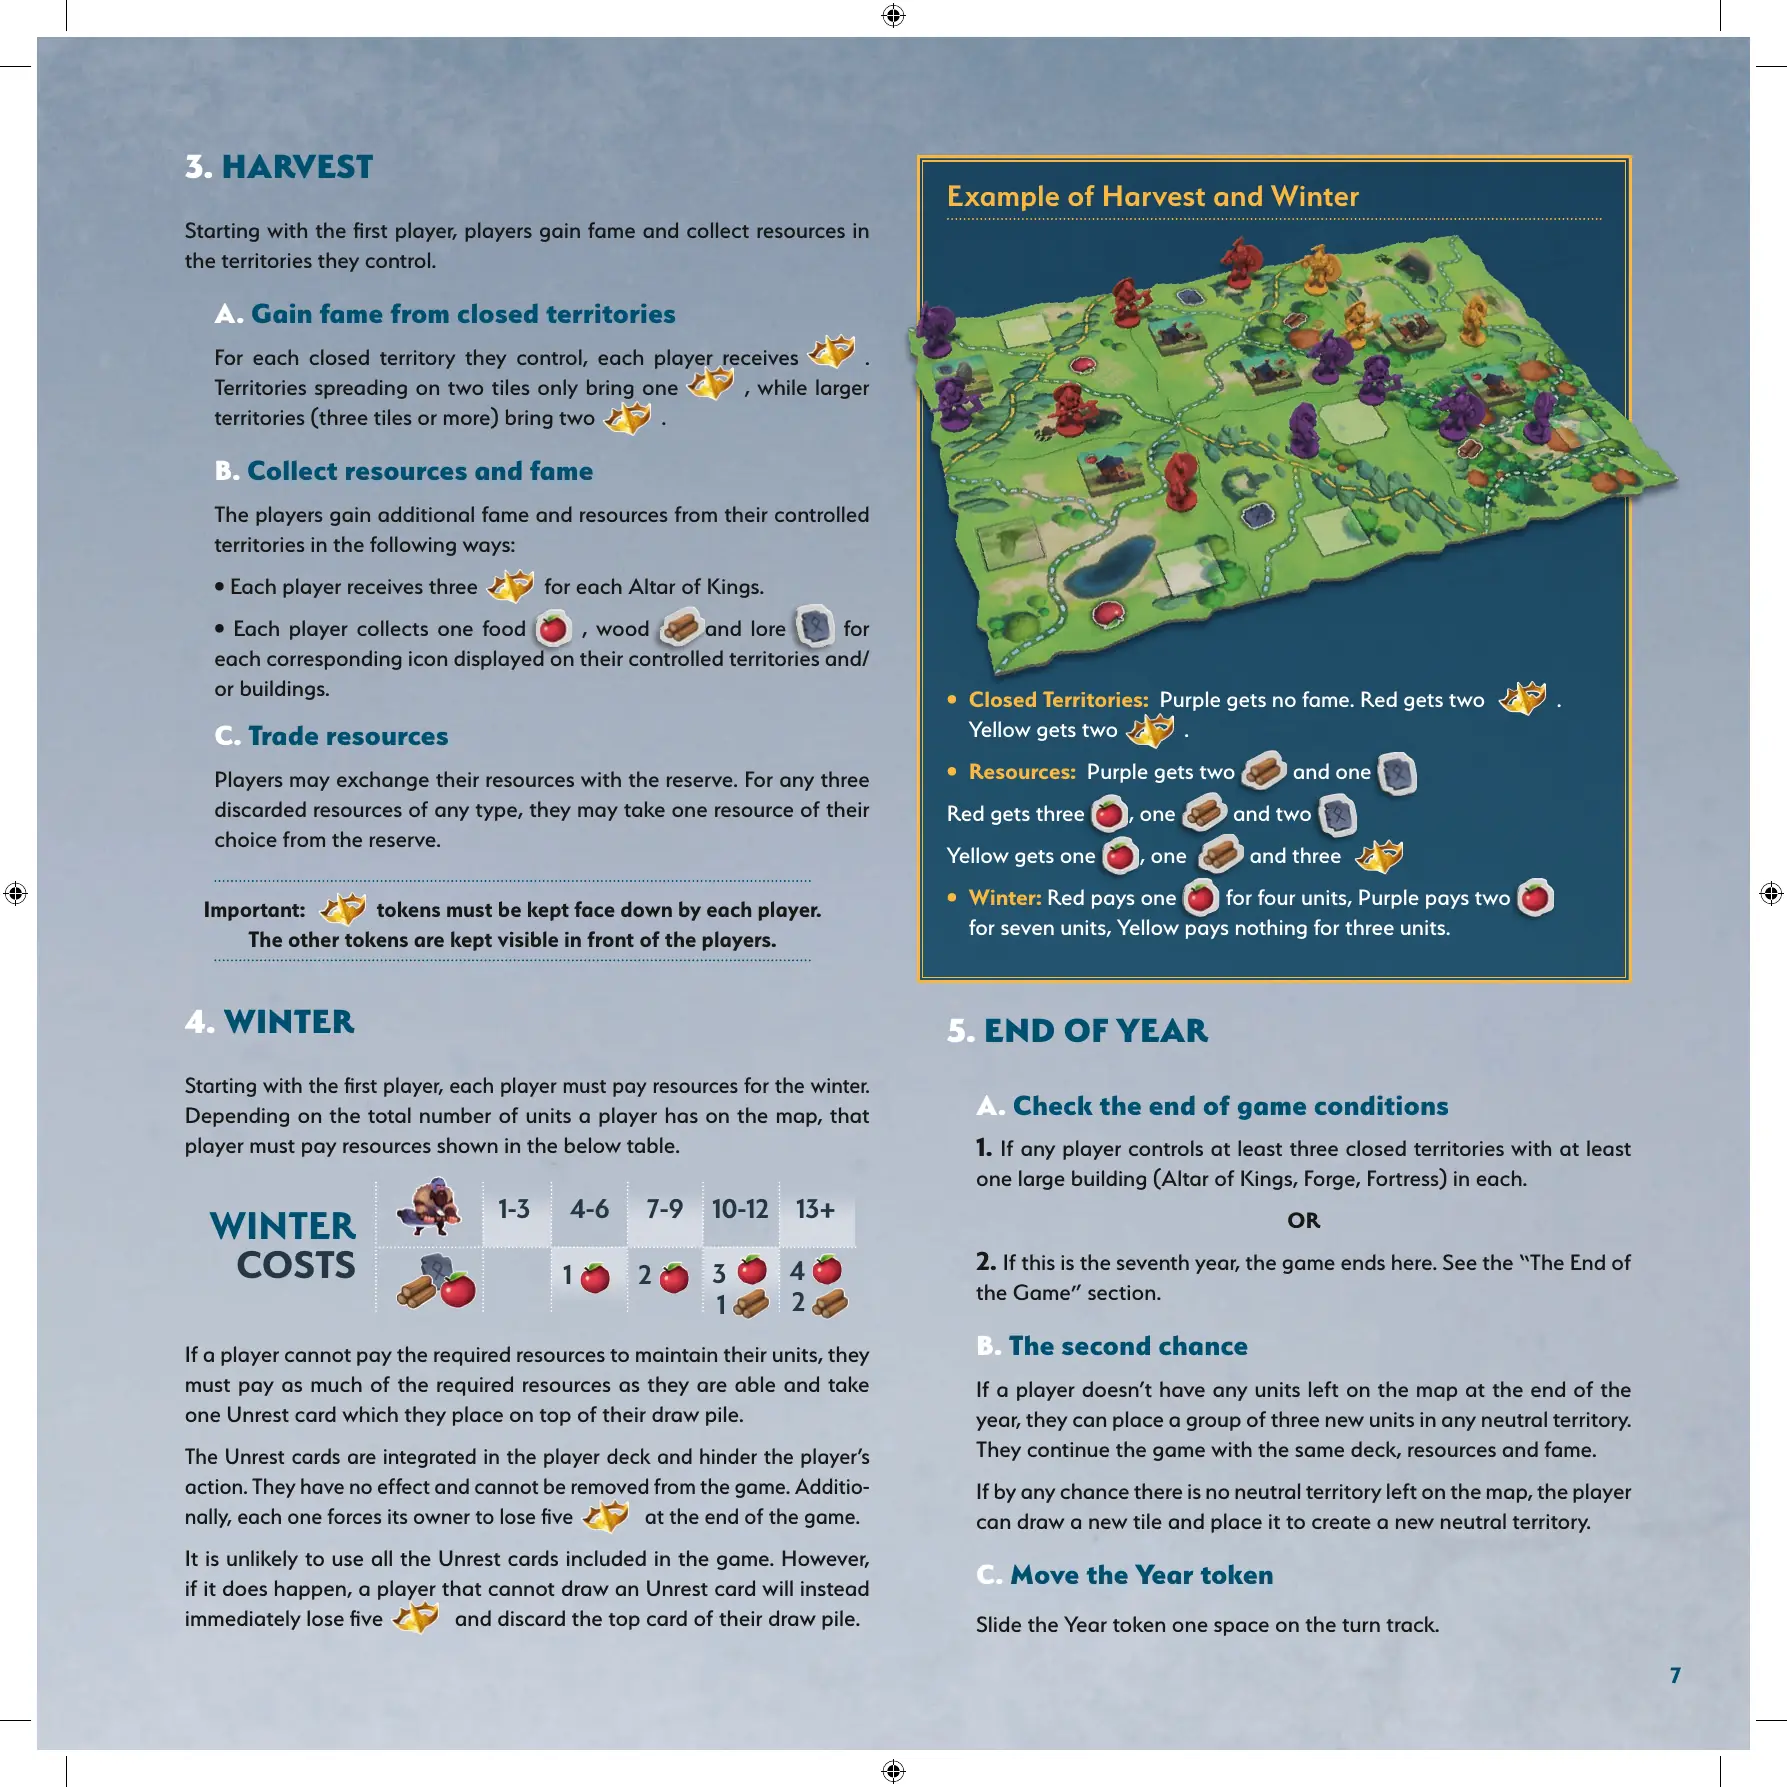 3. HARVEST
Starting with the first player, players gain fame and collect resources in
the territories they control.
A. Gain fame from closed territories
For each closed territory they control, each player receives .
Territories spreading on two tiles only bring one , while larger
territories (three tiles or more) bring two .
B. Collect resources and fame
The players gain additional fame and resources from their controlled
territories in the following ways:
• Each player receives three for each Altar of Kings.
• Each player collects one food , wood and lore for
each corresponding icon displayed on their controlled territories and/
or buildings.
C. Trade resources
Players may exchange their resources with the reserve. For any three
discarded resources of any type, they may take one resource of their
choice from the reserve.
Important: tokens must be kept face down by each player.
The other tokens are kept visible in front of the players.
4. WINTER
Starting with the first player, each player must pay resources for the winter.
Depending on the total number of units a player has on the map, that
player must pay resources shown in the below table.
WINTER
COSTS
1-3 4-6 7-9 10-12 13+
1 2 3 4
1 2
If a player cannot pay the required resources to maintain their units, they
must pay as much of the required resources as they are able and take
one Unrest card which they place on top of their draw pile.
The Unrest cards are integrated in the player deck and hinder the player’s
action. They have no effect and cannot be removed from the game. Additio-
nally, each one forces its owner to lose five at the end of the game.
It is unlikely to use all the Unrest cards included in the game. However,
if it does happen, a player that cannot draw an Unrest card will instead
immediately lose five and discard the top card of their draw pile.
Example of Harvest and Winter
• Closed Territories: Purple gets no fame. Red gets two .
Yellow gets two .
• Resources: Purple gets two and one
Red gets three , one and two
Yellow gets one , one and three
• Winter: Red pays one for four units, Purple pays two
for seven units, Yellow pays nothing for three units.
5. END OF YEAR
A. Check the end of game conditions
1. If any player controls at least three closed territories with at least
one large building (Altar of Kings, Forge, Fortress) in each.
OR
2. If this is the seventh year, the game ends here. See the “The End of
the Game” section.
B. The second chance
If a player doesn’t have any units left on the map at the end of the
year, they can place a group of three new units in any neutral territory.
They continue the game with the same deck, resources and fame.
If by any chance there is no neutral territory left on the map, the player
can draw a new tile and place it to create a new neutral territory.
C. Move the Year token
Slide the Year token one space on the turn track.
7